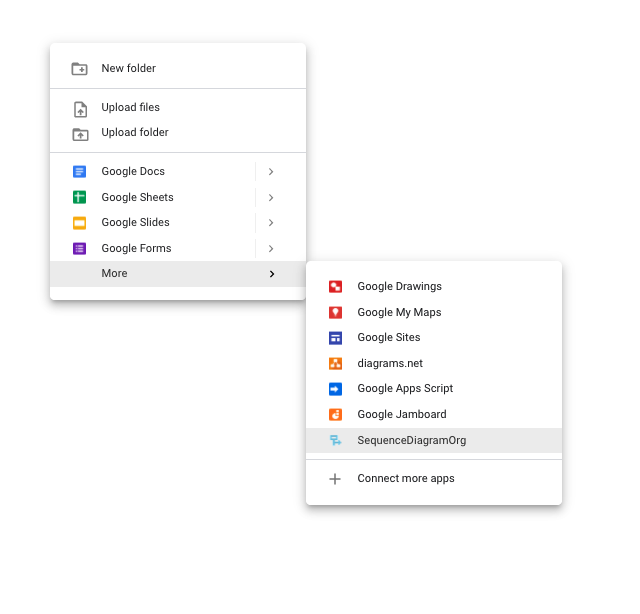 New folder
Upload files
Upload folder
Google Docs
Google Sheets
Google Slides
Google Forms
More
Google Drawings
Google My Maps
Google Sites
diagrams.net
Google Apps Script
Google Jamboard
SequenceDiagramOrg
Connect more apps